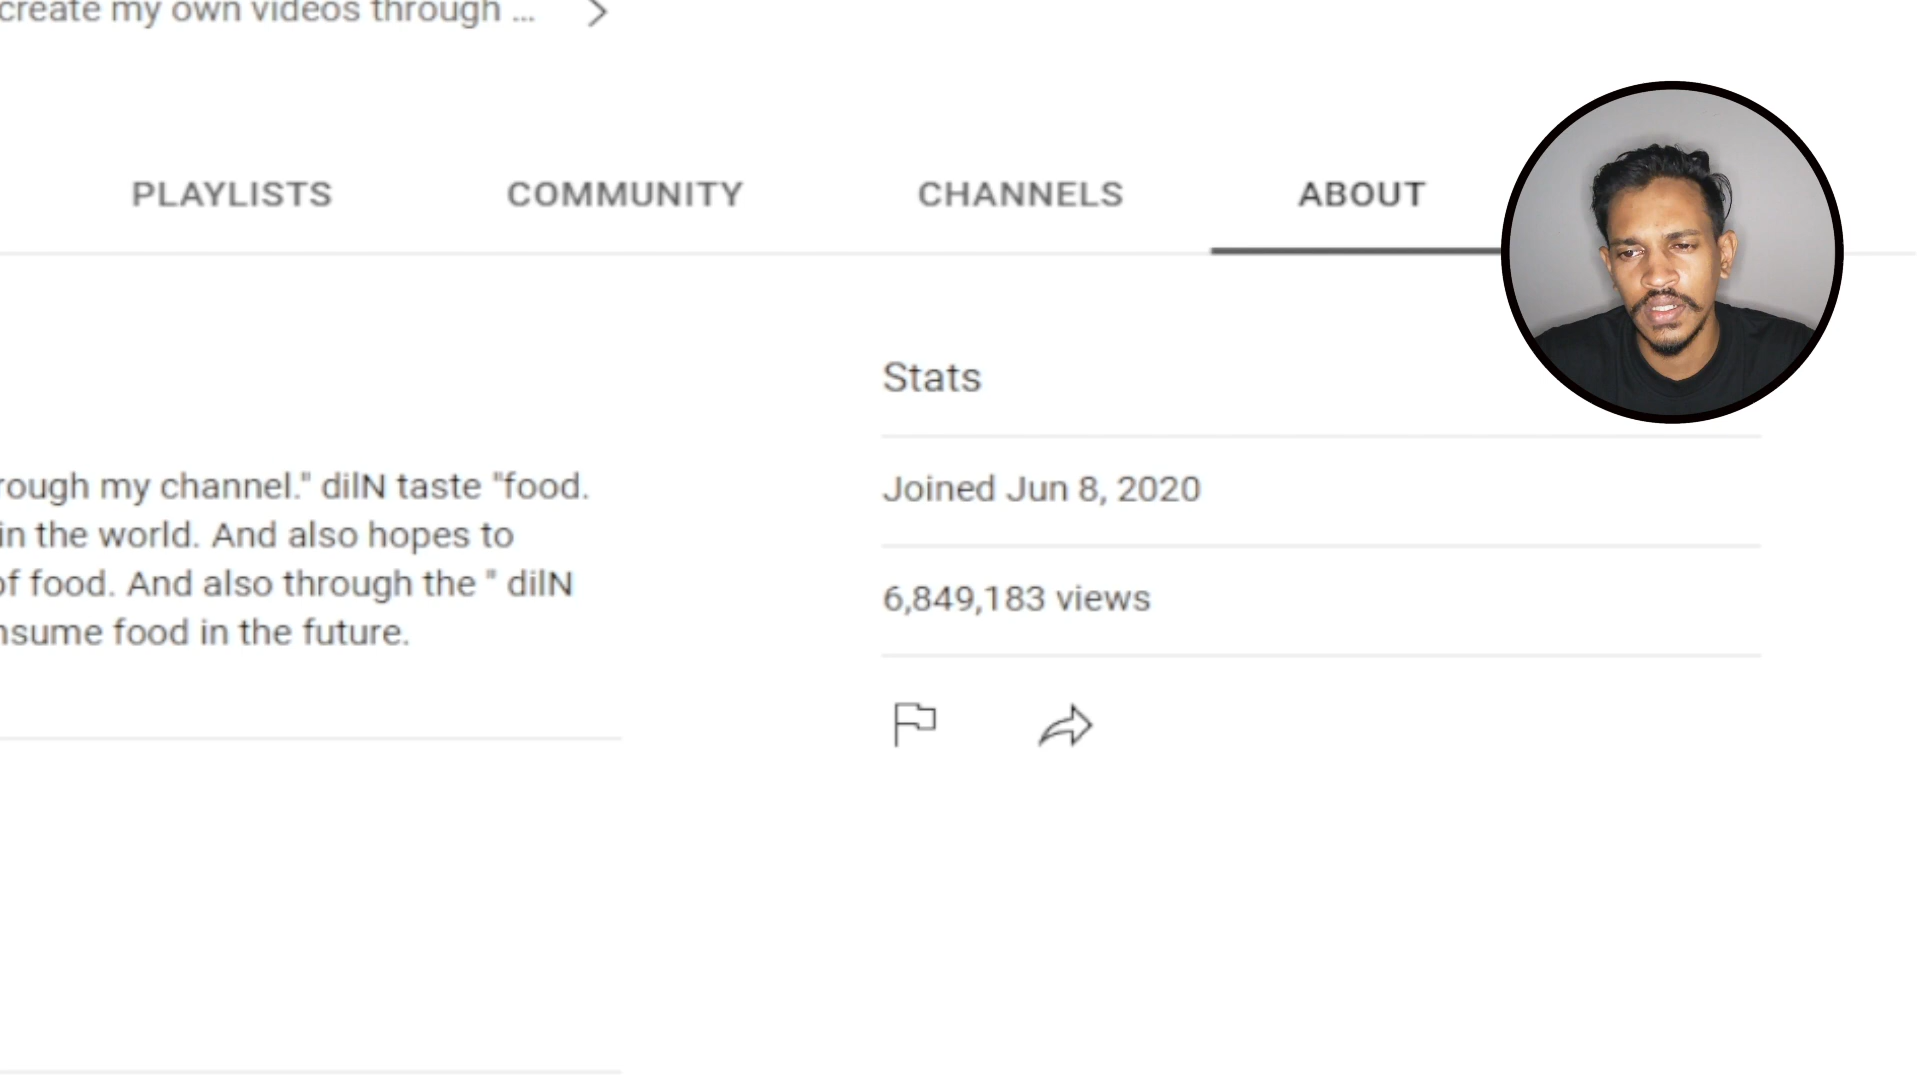 create my own videos through ...
PLAYLISTS COMMUNITY CHANNELS ABOUT
Stats
Joined Jun 8, 2020
6,849,183 views
rough my channel." dilN taste "food.
in the world. And also hopes to
of food. And also through the " dilN
nsume food in the future.